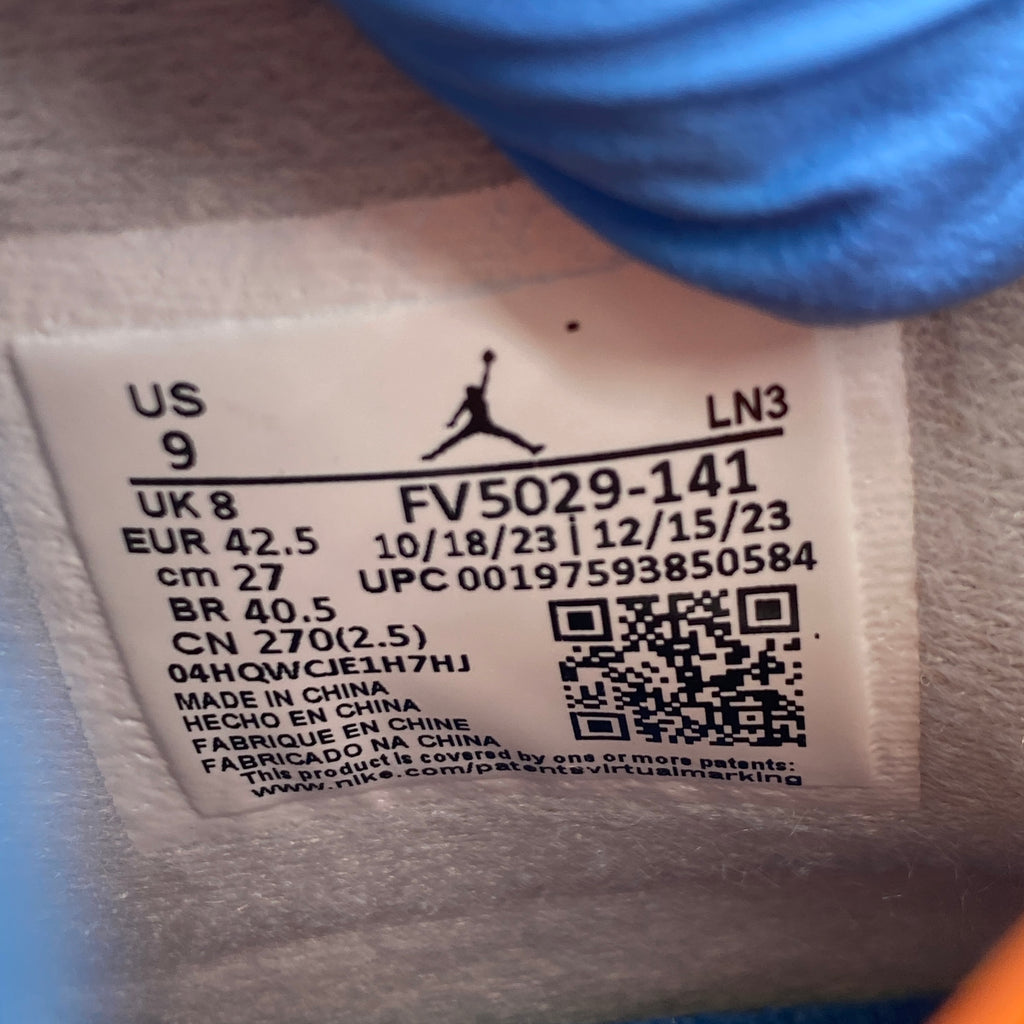 US
9
LN3
UK 8
FV5029-141
EUR 42.5
10/18/23 | 12/15/23
cm 27
UPC 00197593850584
BR 40.5
CN 270(2.5)
04HQWCJE1H7HJ
MADE IN CHINA
HECHO EN CHINA
FABRIQUE EN CHINE
FABRICADO NA CHINA
This product is covered by one or more patents:
www.nike.com/patentsvirtualmarking